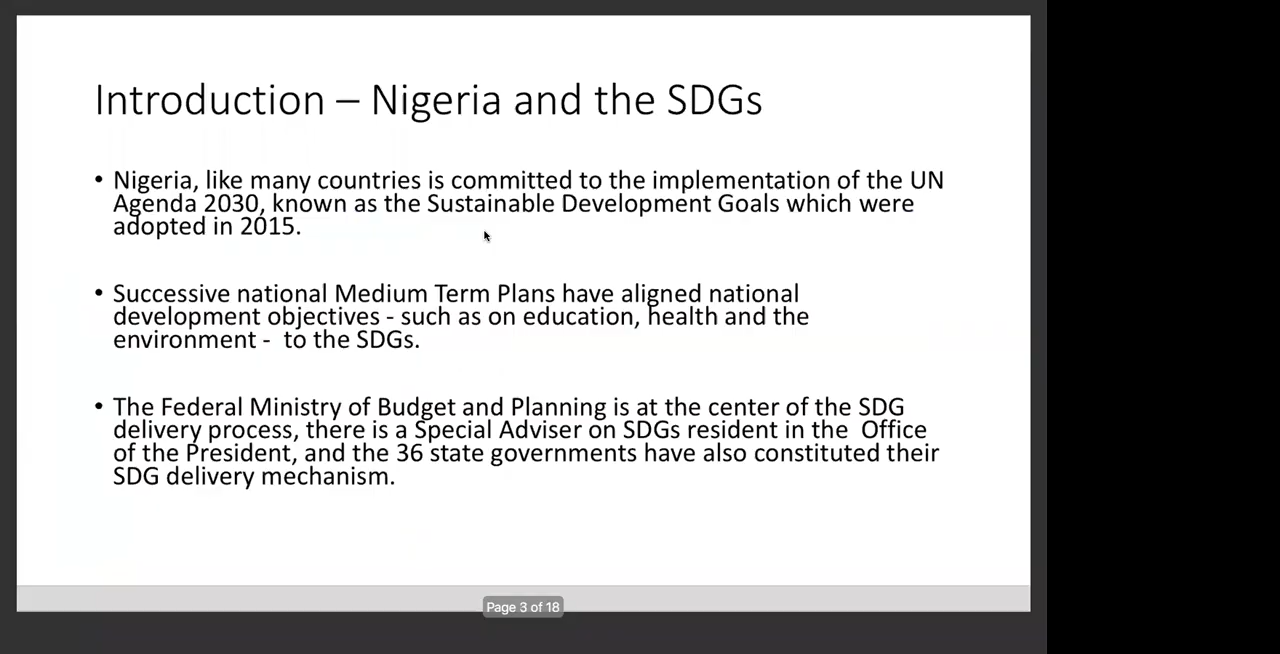 Introduction – Nigeria and the SDGs
• Nigeria, like many countries is committed to the implementation of the UN
Agenda 2030, known as the Sustainable Development Goals which were
adopted in 2015.
• Successive national Medium Term Plans have aligned national
development objectives - such as on education, health and the
environment -  to the SDGs.
• The Federal Ministry of Budget and Planning is at the center of the SDG
delivery process, there is a Special Adviser on SDGs resident in the  Office
of the President, and the 36 state governments have also constituted their
SDG delivery mechanism.
Page 3 of 18